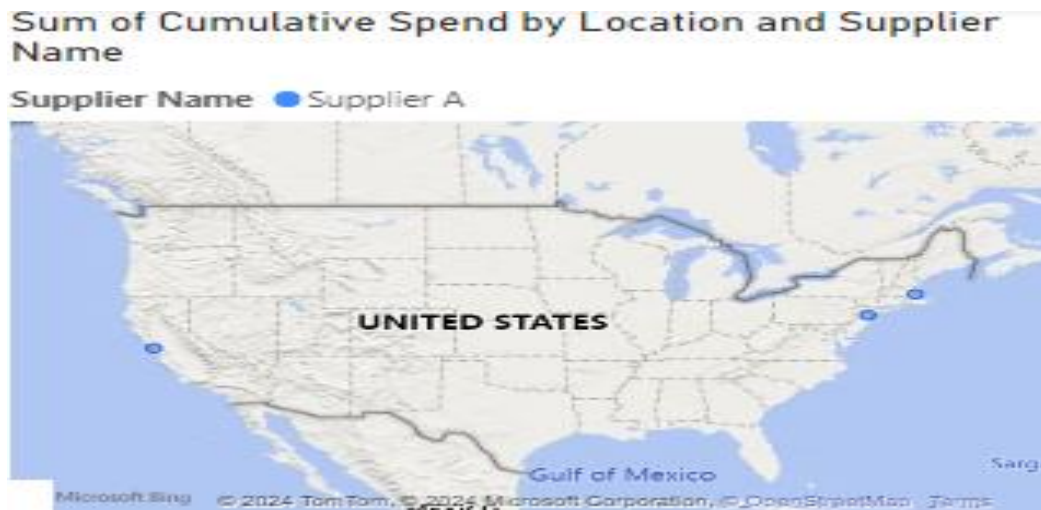 Sum of Cumulative Spend by Location and Supplier
Name
Supplier Name Supplier A
UNITED STATES
Gulf of Mexico
Sarg
Microsoft Bing © 2024 TomTom, © 2024 Microsoft Corporation, © OpenStreetMap Terms